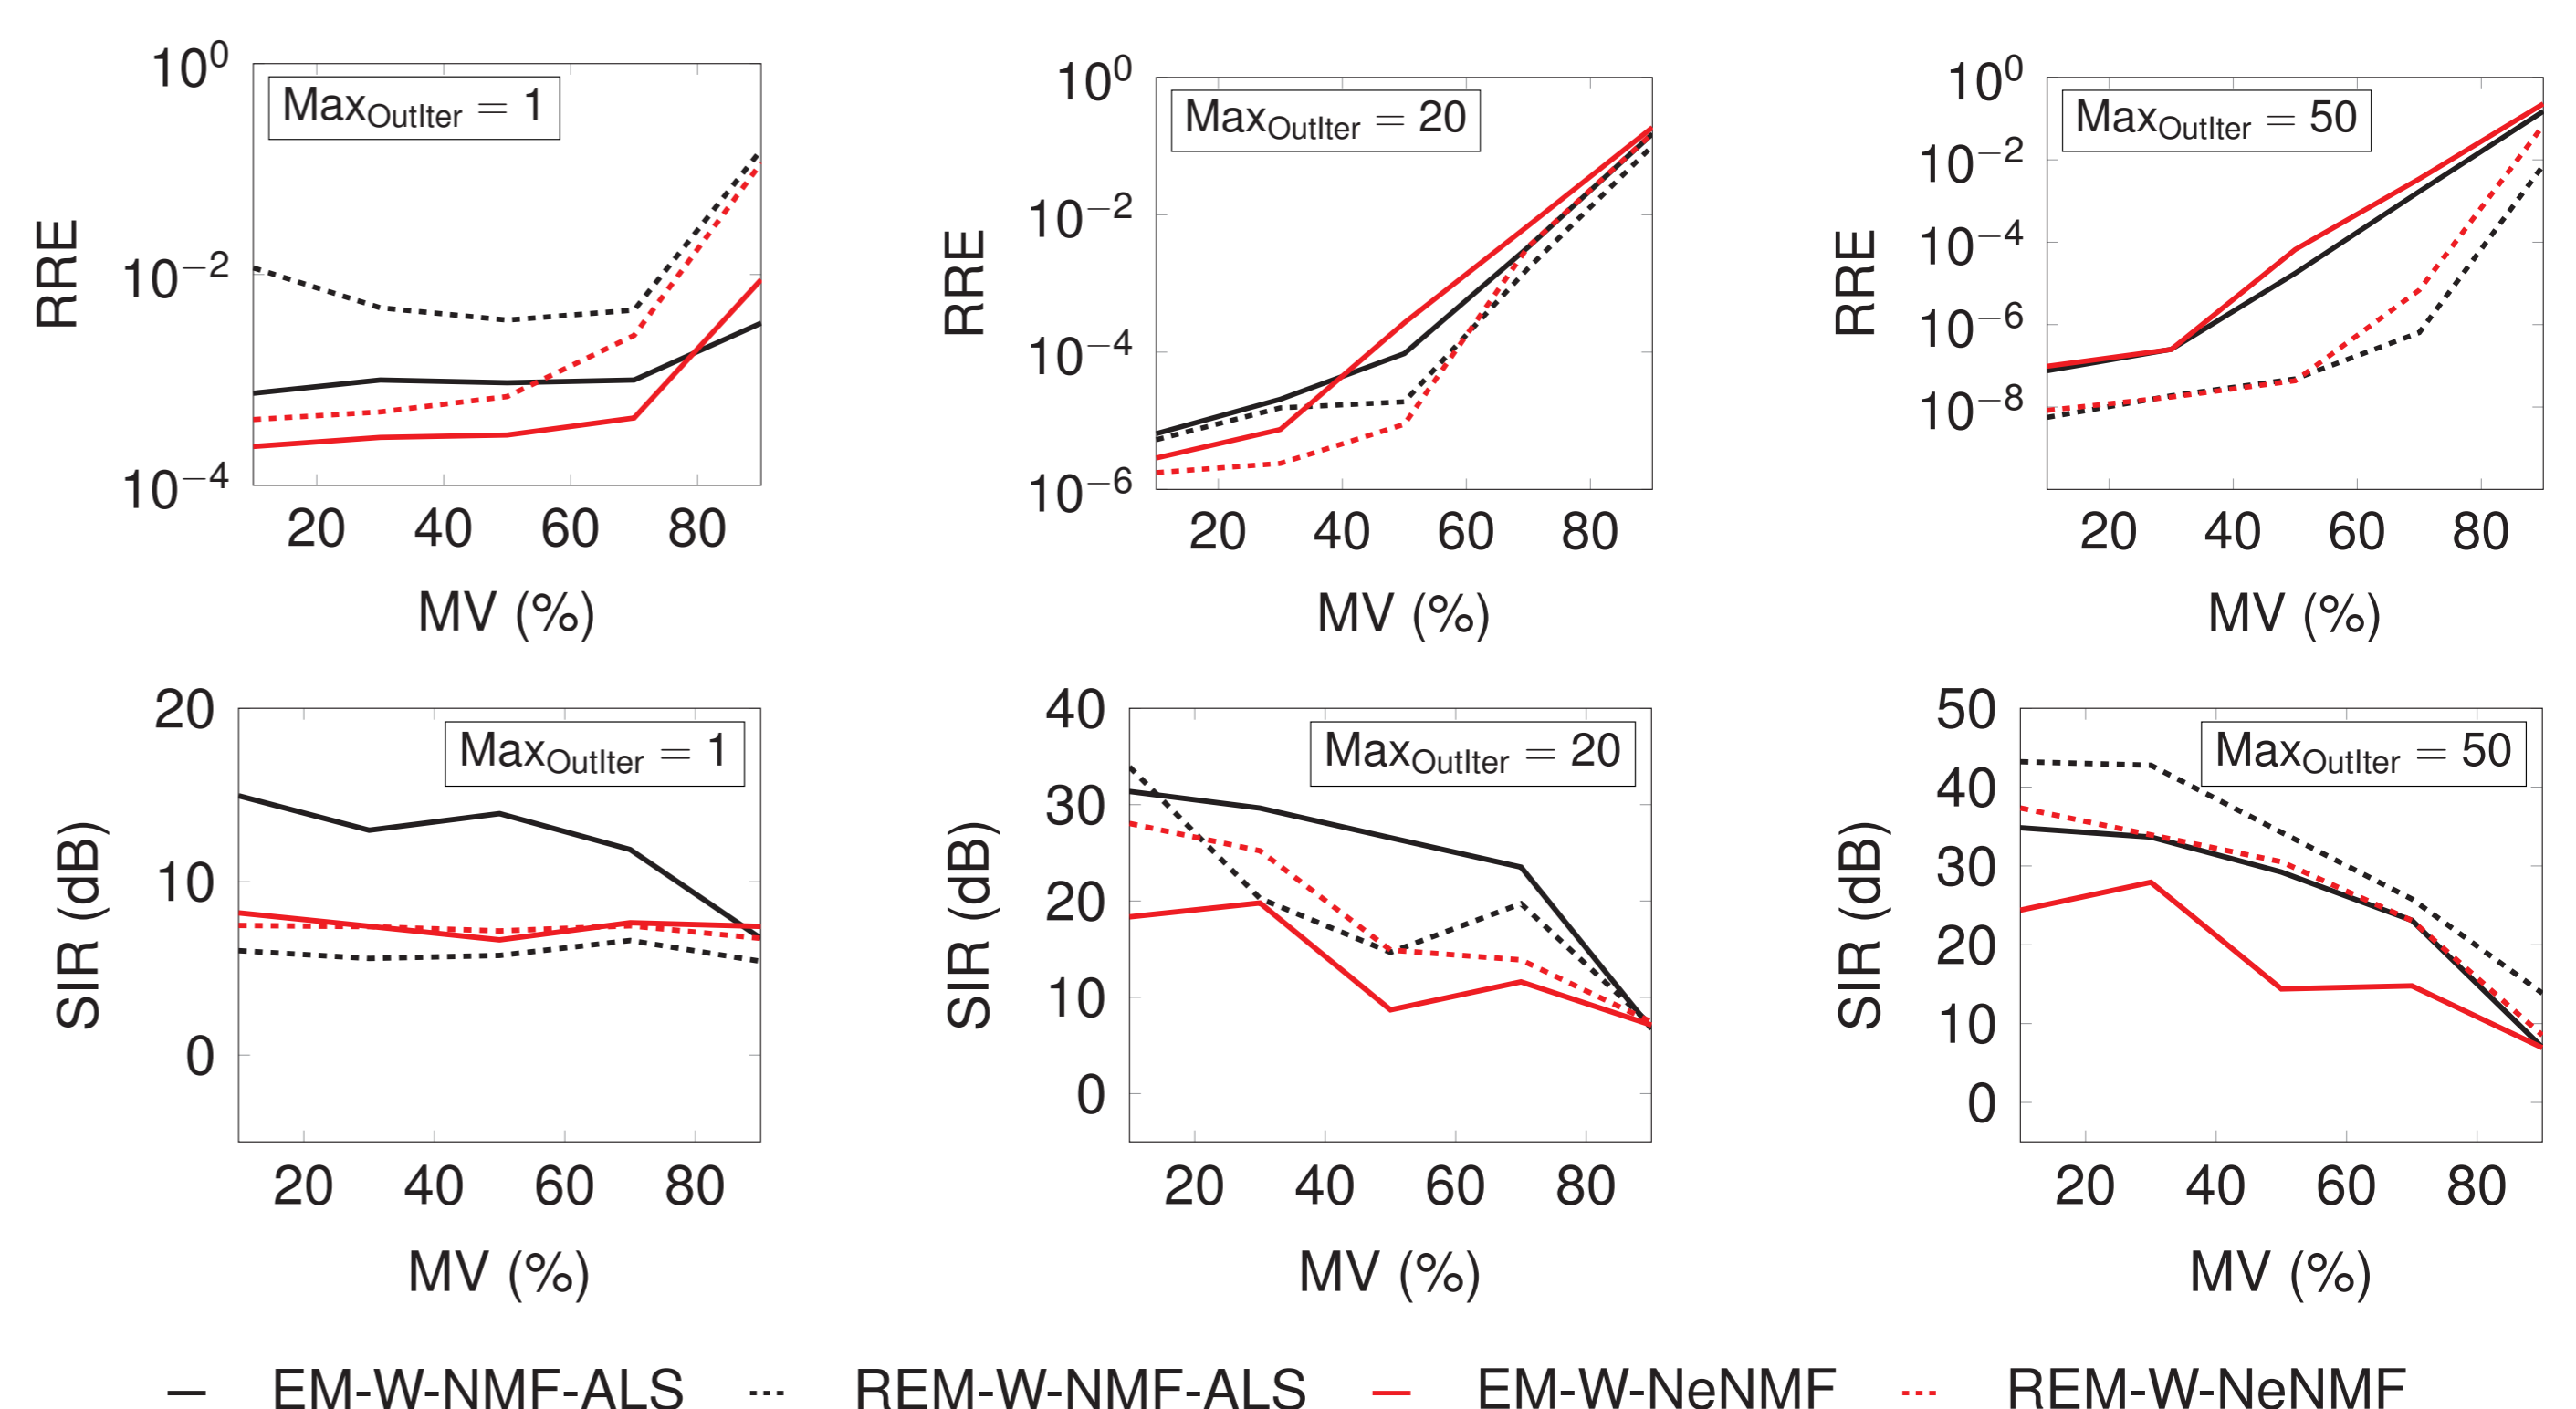 10^0
Max_OutIter = 1
10^−2
10^−4
RRE
20 40 60 80
MV (%)
10^0
Max_OutIter = 20
10^−2
10^−4
10^−6
RRE
20 40 60 80
MV (%)
10^0
Max_OutIter = 50
10^−2
10^−4
10^−6
10^−8
RRE
20 40 60 80
MV (%)
20
Max_OutIter = 1
10
0
SIR (dB)
20 40 60 80
MV (%)
40
Max_OutIter = 20
30
20
10
0
SIR (dB)
20 40 60 80
MV (%)
50
Max_OutIter = 50
40
30
20
10
0
SIR (dB)
20 40 60 80
MV (%)
EM-W-NMF-ALS REM-W-NMF-ALS EM-W-NeNMF REM-W-NeNMF